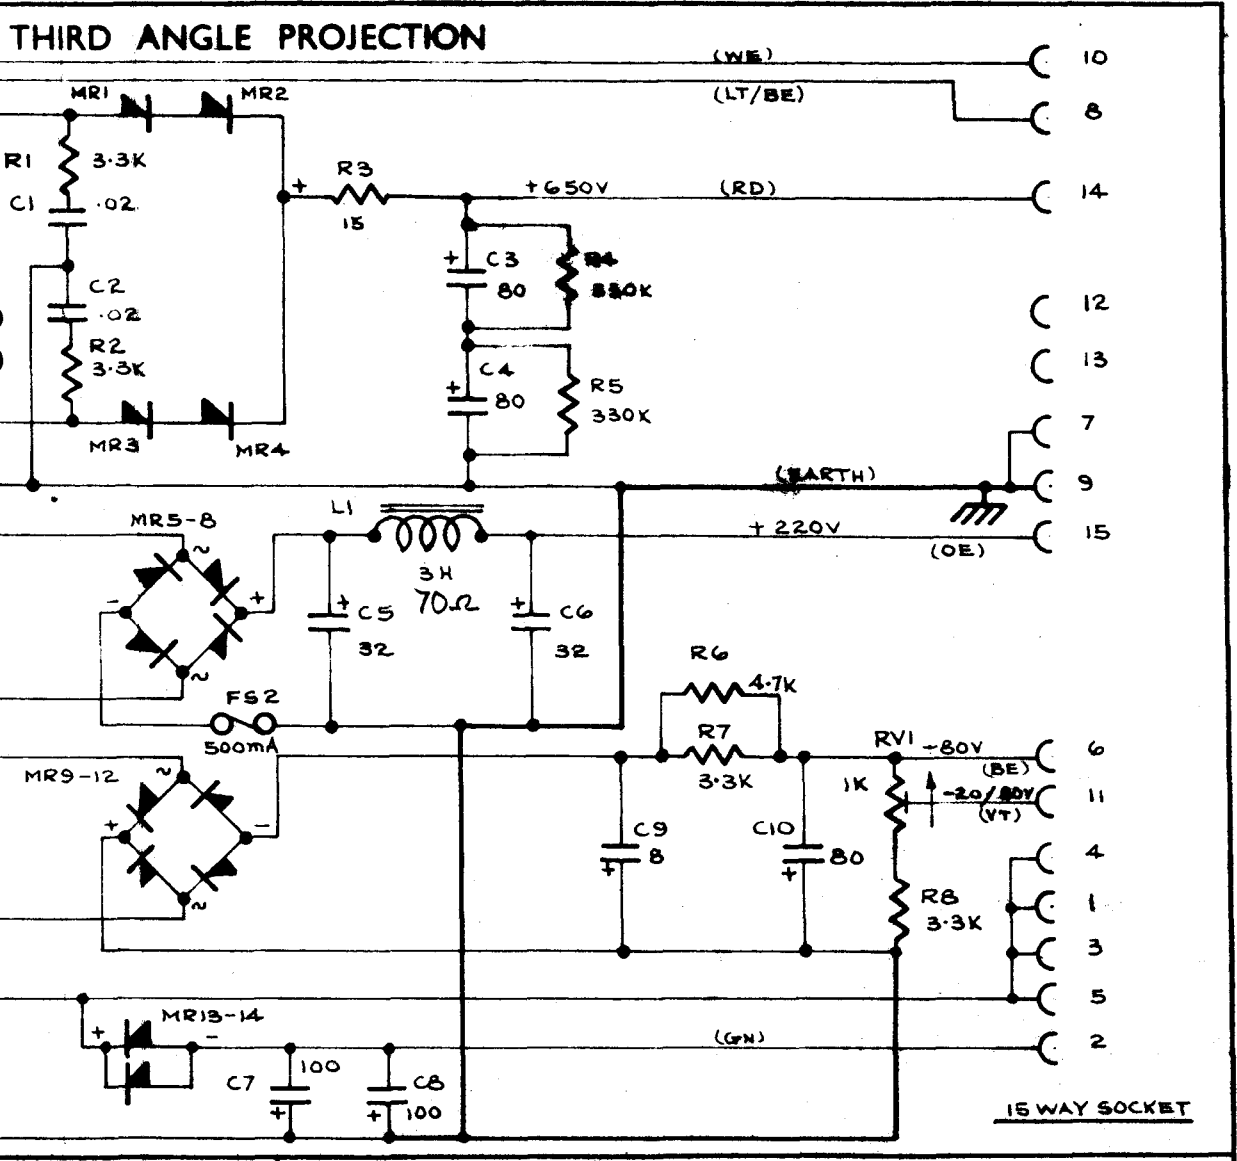 THIRD ANGLE PROJECTION
(WE) 10
(LT/BE) 8
MR1 MR2
R1 3.3K
C1 .02
+ R3 15
+650V (RD) 14
C2 .02
R2 3.3K
+ C3 80
R4
12
13
+ C4 80
R5 330K
7
MR3 MR4
(EARTH) 9
L1
3H
70Ω
+220V (OE) 15
MR5-8
~
- +
~
+ C5 32
+ C6 32
FS2
500mA
R6 4.7K
R7 3.3K
RV1 1K
-80V (BE) 6
(VT) 11
MR9-12
~
+ -
~
C9 8 +
C10 80 +
R8 3.3K
4
1
3
5
MR13-14
+ -
(GN) 2
C7 100 +
C8 100 +
15 WAY SOCKET